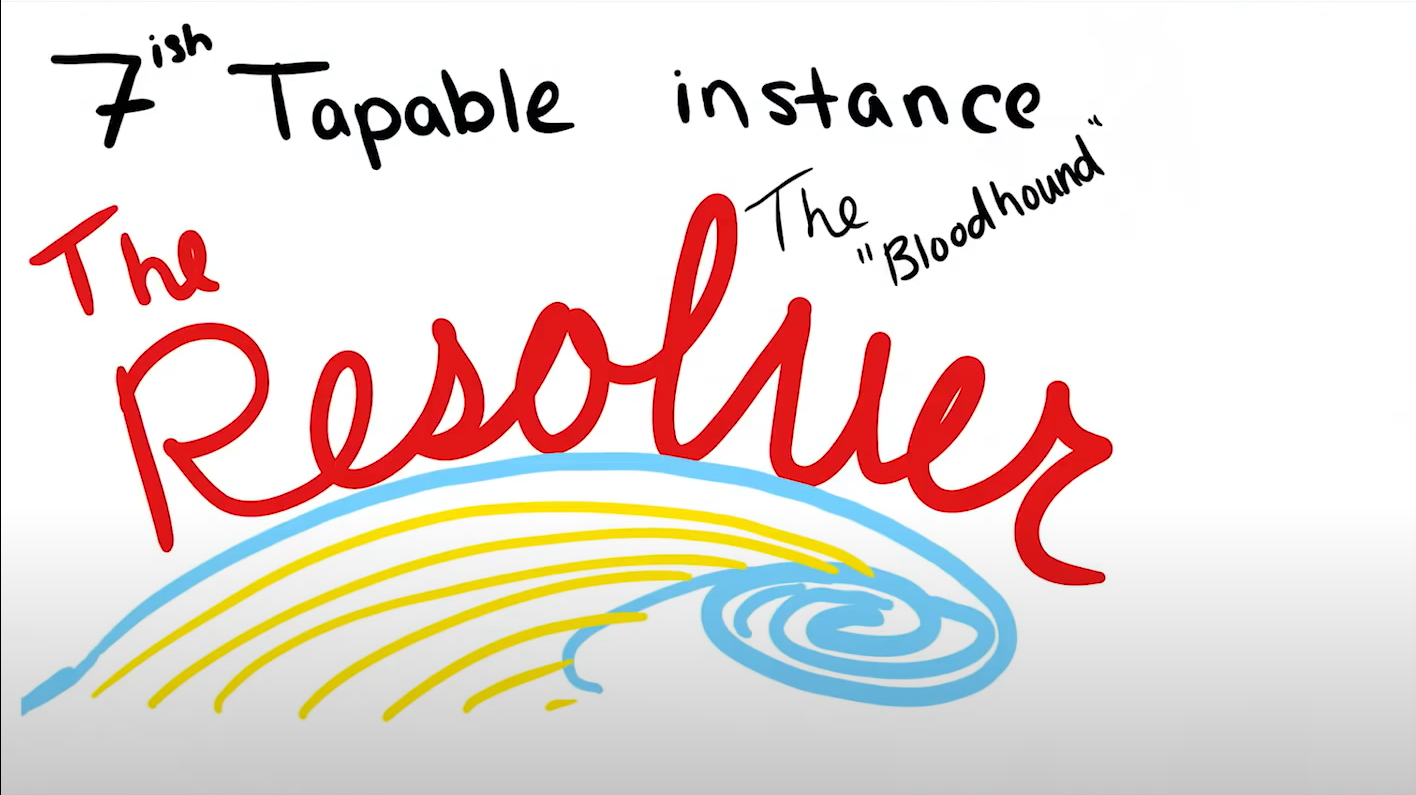 7ish Tapable instance
The "Bloodhound"
The
Resolver